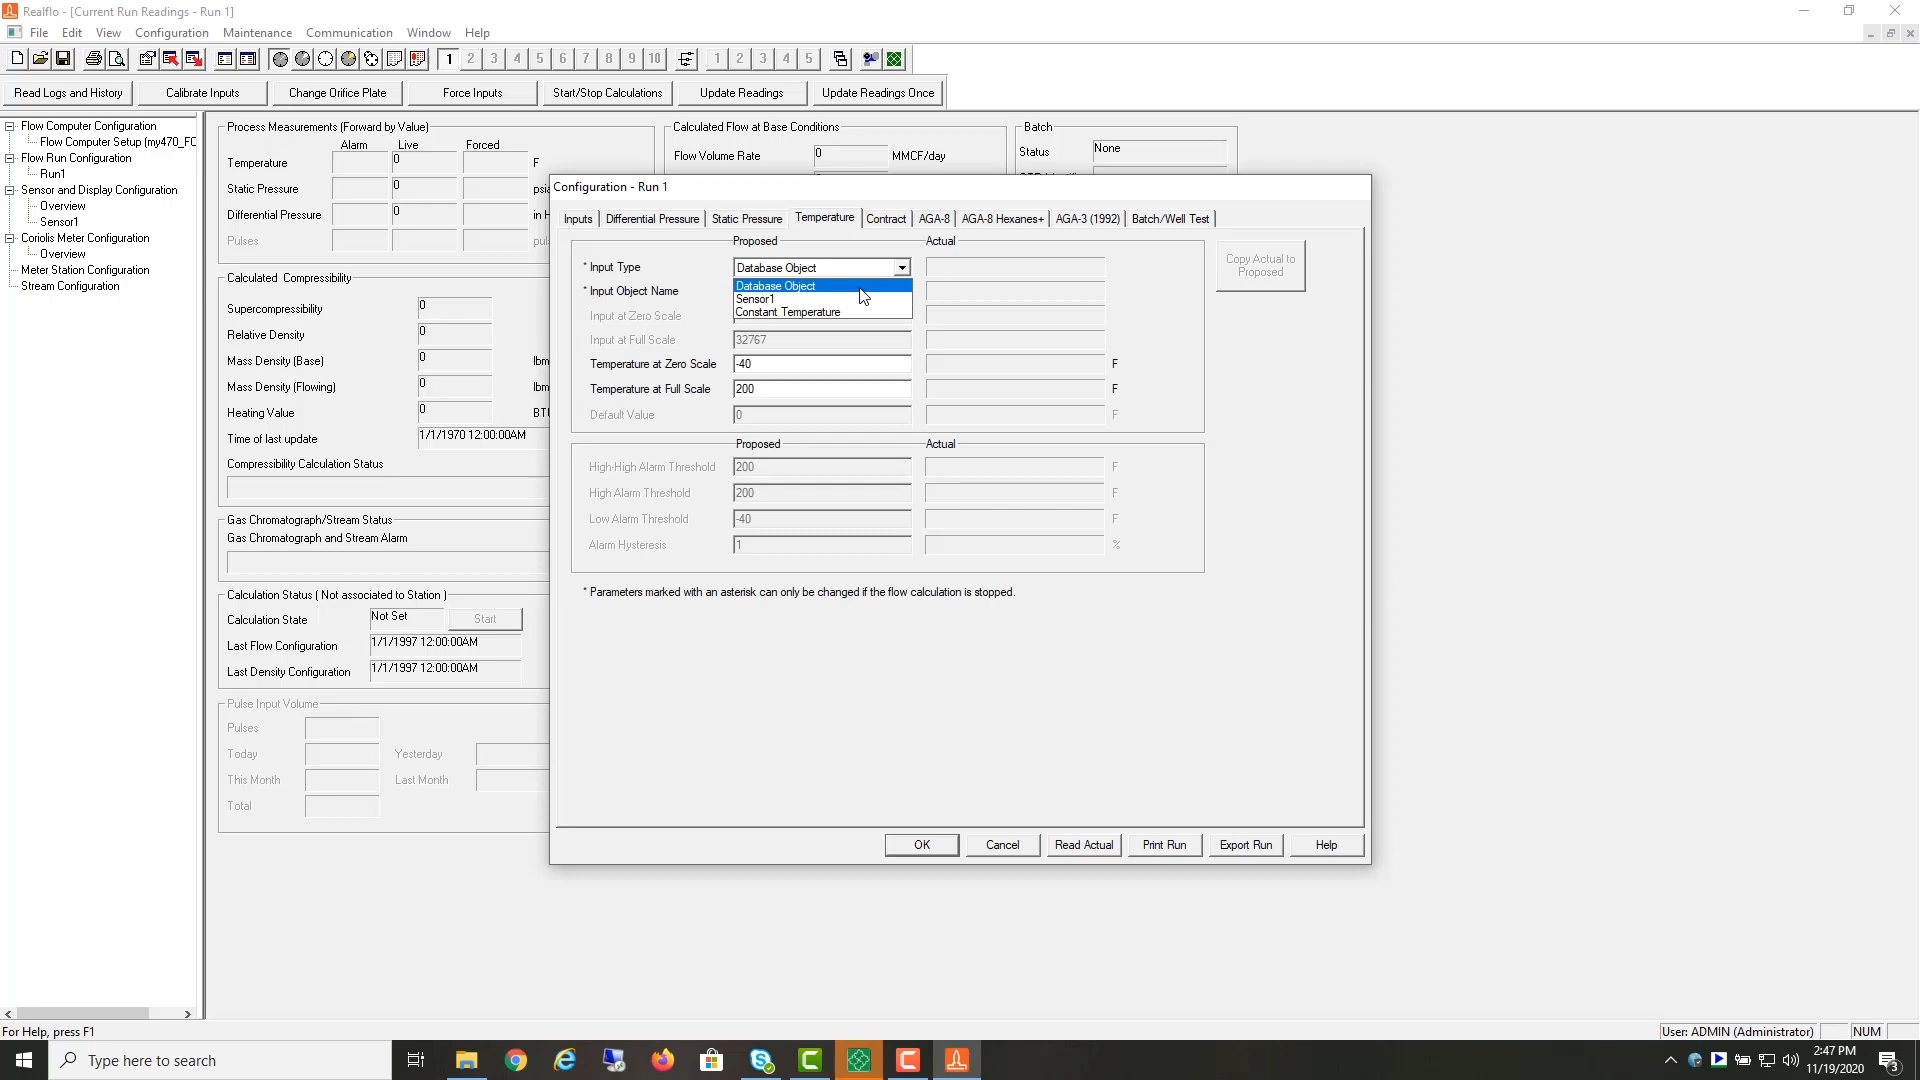 Realflo - [Current Run Readings - Run 1]
File Edit View Configuration Maintenance Communication Window Help
1 2 3 4 5 6 7 8 9 10 1 2 3 4 5
Read Logs and History Calibrate Inputs Change Orifice Plate Force Inputs Start/Stop Calculations Update Readings Update Readings Once
Flow Computer Configuration
Flow Computer Setup (my470_FC
Flow Run Configuration
Run1
Sensor and Display Configuration
Overview
Sensor1
Coriolis Meter Configuration
Overview
Meter Station Configuration
Stream Configuration
Process Measurements (Forward by Value)
Alarm Live Forced
Temperature 0 F
Static Pressure 0 psia
Differential Pressure 0 in H
Pulses puls
Calculated Compressibility
Supercompressibility 0
Relative Density 0
Mass Density (Base) 0 lbm
Mass Density (Flowing) 0 lbm
Heating Value 0 BTU
Time of last update 1/1/1970 12:00:00AM
Compressibility Calculation Status
Gas Chromatograph/Stream Status
Gas Chromatograph and Stream Alarm
Calculation Status ( Not associated to Station )
Calculation State Not Set Start
Last Flow Configuration 1/1/1997 12:00:00AM
Last Density Configuration 1/1/1997 12:00:00AM
Pulse Input Volume
Pulses
Today Yesterday
This Month Last Month
Total
Calculated Flow at Base Conditions
Flow Volume Rate 0 MMCF/day
Batch
Status None
Configuration - Run 1
Inputs Differential Pressure Static Pressure Temperature Contract AGA-8 AGA-8 Hexanes+ AGA-3 (1992) Batch/Well Test
Proposed Actual
* Input Type Database Object
* Input Object Name
Database Object
Sensor1
Constant Temperature
Input at Zero Scale
Input at Full Scale 32767
Temperature at Zero Scale -40 F
Temperature at Full Scale 200 F
Default Value 0 F
Copy Actual to
Proposed
Proposed Actual
High-High Alarm Threshold 200 F
High Alarm Threshold 200 F
Low Alarm Threshold -40 F
Alarm Hysteresis 1 %
* Parameters marked with an asterisk can only be changed if the flow calculation is stopped.
OK Cancel Read Actual Print Run Export Run Help
For Help, press F1
User: ADMIN (Administrator) NUM
Type here to search
2:47 PM
11/19/2020
3